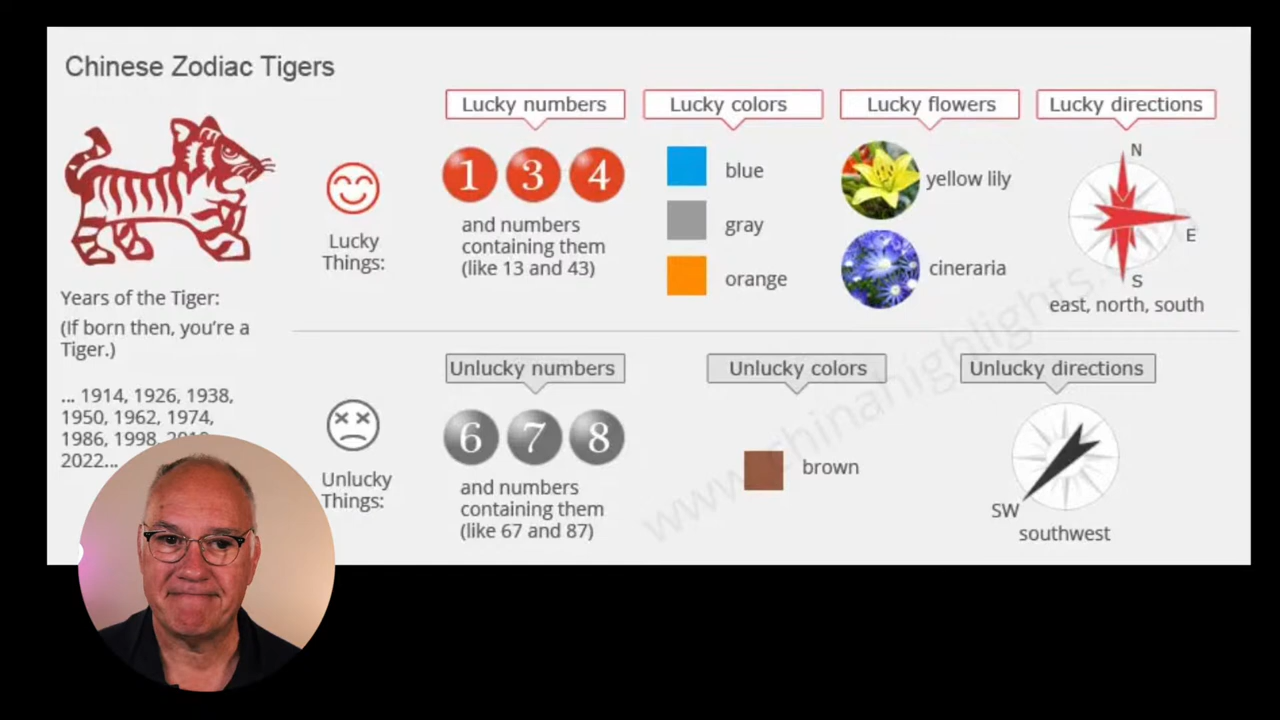 Chinese Zodiac Tigers
Lucky numbers
Lucky colors
Lucky flowers
Lucky directions
Lucky
Things:
1 3 4
and numbers
containing them
(like 13 and 43)
blue
gray
orange
yellow lily
cineraria
N
E
S
east, north, south
Years of the Tiger:
(If born then, you’re a
Tiger.)
... 1914, 1926, 1938,
1950, 1962, 1974,
1986, 1998,
2022...
Unlucky numbers
Unlucky colors
Unlucky directions
Unlucky
Things:
6 7 8
and numbers
containing them
(like 67 and 87)
brown
SW
southwest
www.chinahighlights.